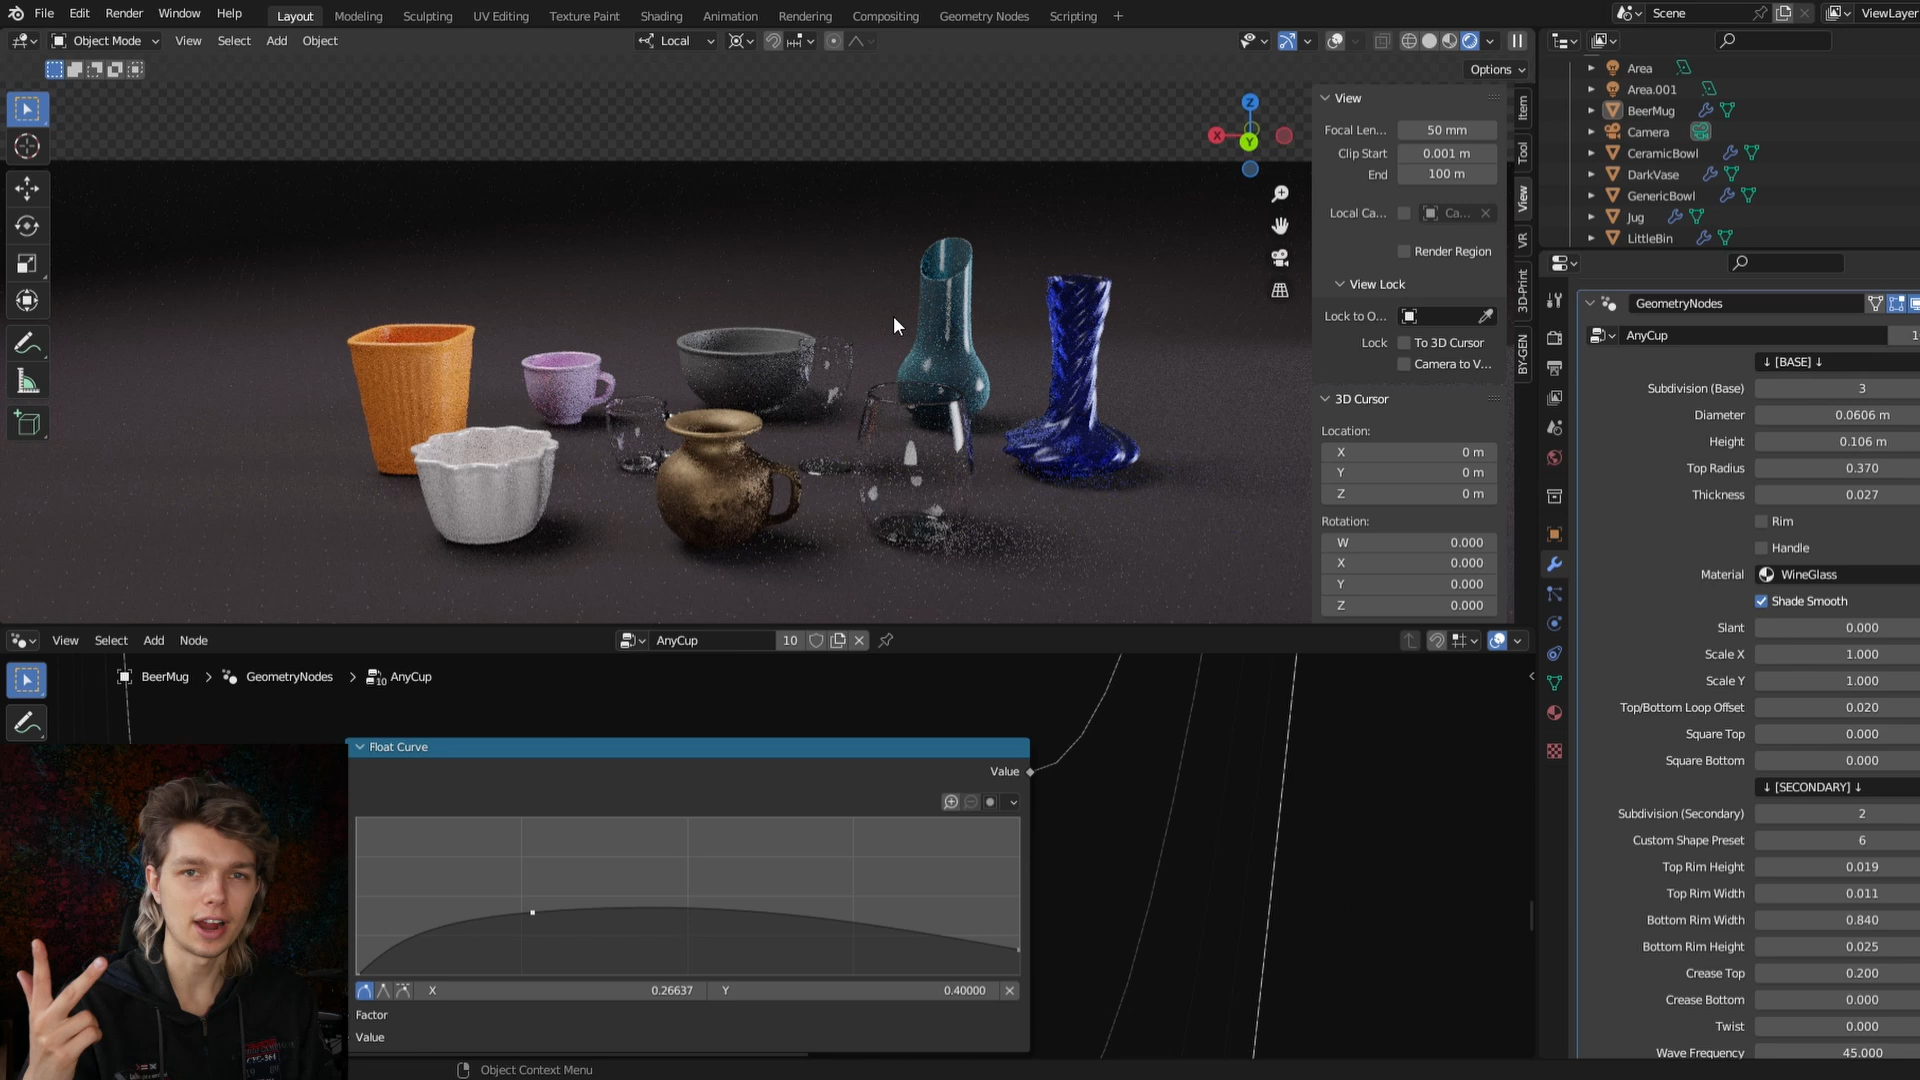 File Edit Render Window Help
Layout Modeling Sculpting UV Editing Texture Paint Shading Animation Rendering Compositing Geometry Nodes Scripting +
Scene
ViewLayer
Object Mode View Select Add Object
Local
Options
Z
X
Y
View
Focal Len... 50 mm
Clip Start 0.001 m
End 100 m
Local Ca... Ca...
Render Region
View Lock
Lock to O...
Lock To 3D Cursor
Camera to V...
3D Cursor
Location:
X 0 m
Y 0 m
Z 0 m
Rotation:
W 0.000
X 0.000
Y 0.000
Z 0.000
Item
Tool
View
VR
3D-Print
BY-GEN
Area
Area.001
BeerMug
Camera
CeramicBowl
DarkVase
GenericBowl
Jug
LittleBin
GeometryNodes
AnyCup 1
↓ [BASE] ↓
Subdivision (Base) 3
Diameter 0.0606 m
Height 0.106 m
Top Radius 0.370
Thickness 0.027
Rim
Handle
Material WineGlass
Shade Smooth
Slant 0.000
Scale X 1.000
Scale Y 1.000
Top/Bottom Loop Offset 0.020
Square Top 0.000
Square Bottom 0.000
↓ [SECONDARY] ↓
Subdivision (Secondary) 2
Custom Shape Preset 6
Top Rim Height 0.019
Top Rim Width 0.011
Bottom Rim Width 0.840
Bottom Rim Height 0.025
Crease Top 0.200
Crease Bottom 0.000
Twist 0.000
Wave Frequency 45.000
View Select Add Node
AnyCup 10
BeerMug > GeometryNodes > 10 AnyCup
Float Curve
Value
X 0.26637 Y 0.40000
Factor
Value
Object Context Menu